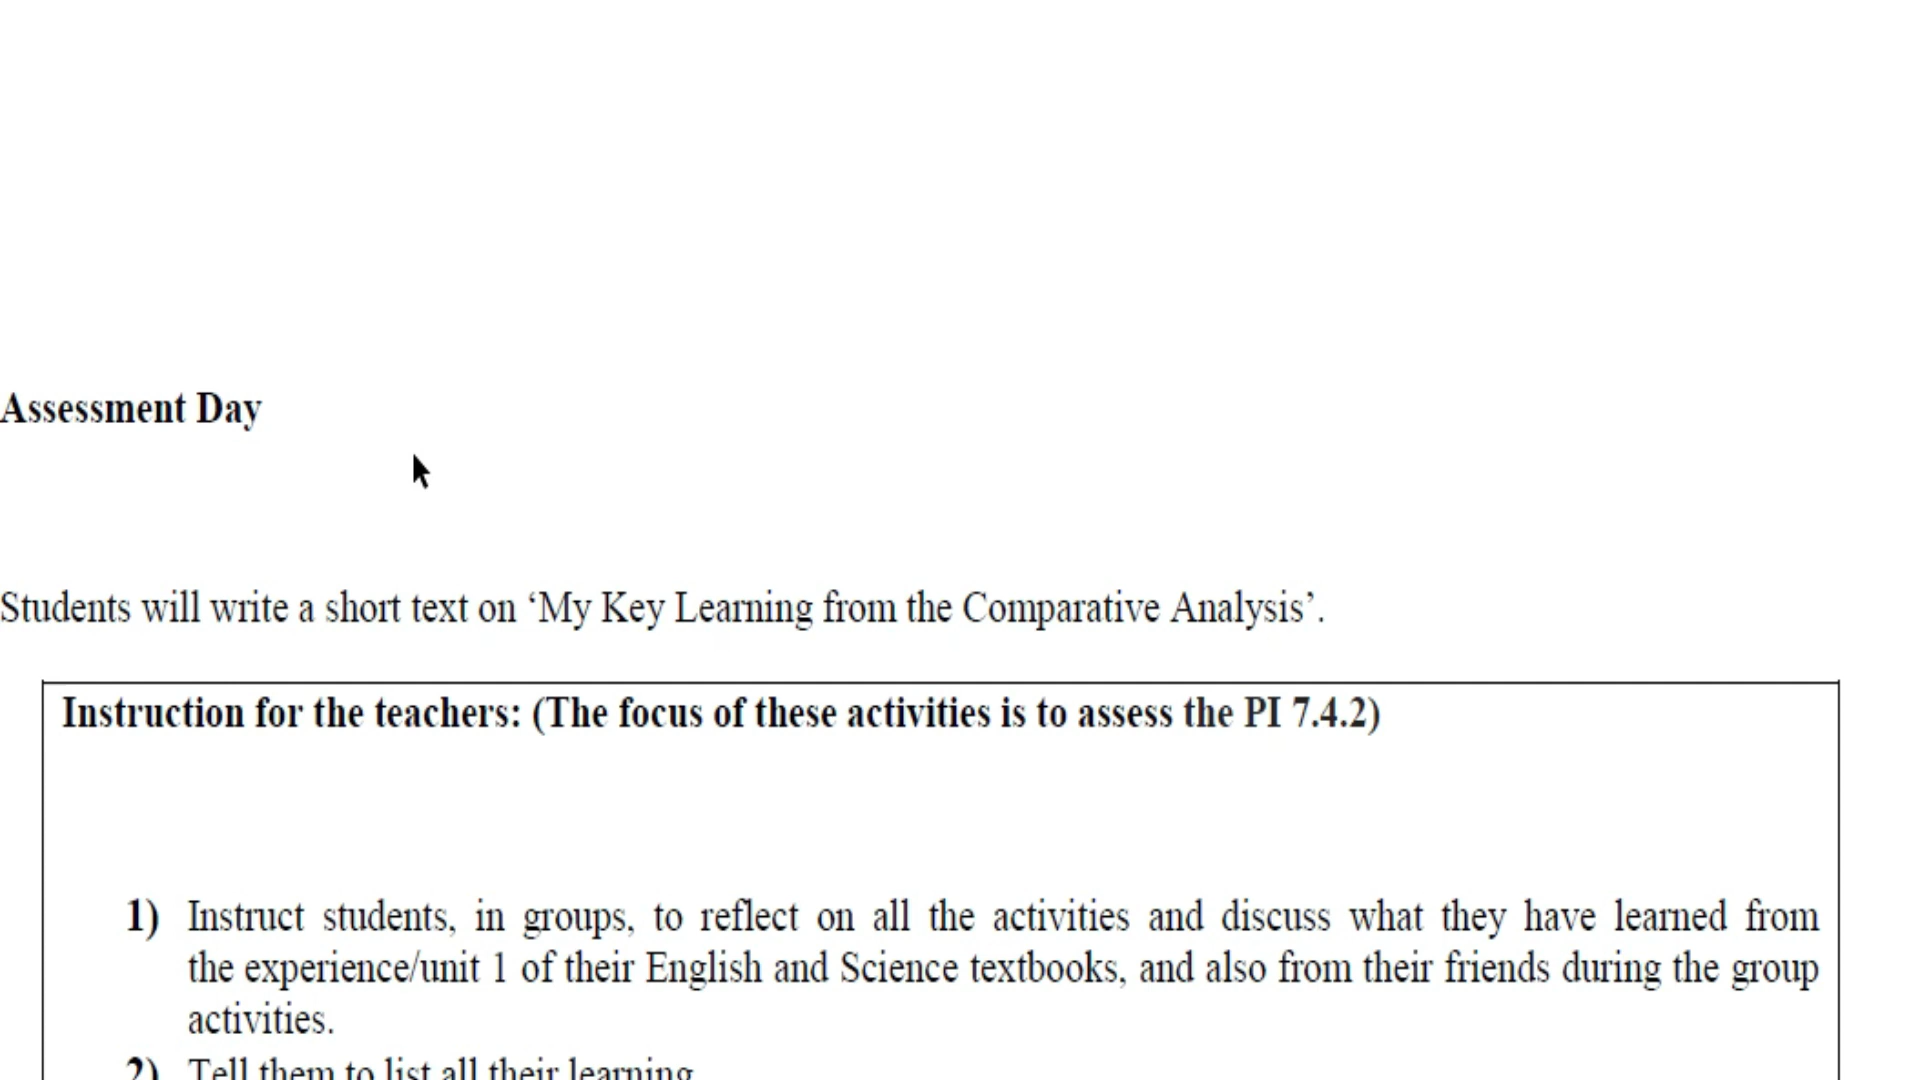 Assessment Day
Students will write a short text on ‘My Key Learning from the Comparative Analysis’.
Instruction for the teachers: (The focus of these activities is to assess the PI 7.4.2)
1) Instruct students, in groups, to reflect on all the activities and discuss what they have learned from
the experience/unit 1 of their English and Science textbooks, and also from their friends during the group
activities.
2) Tell them to list all their learning